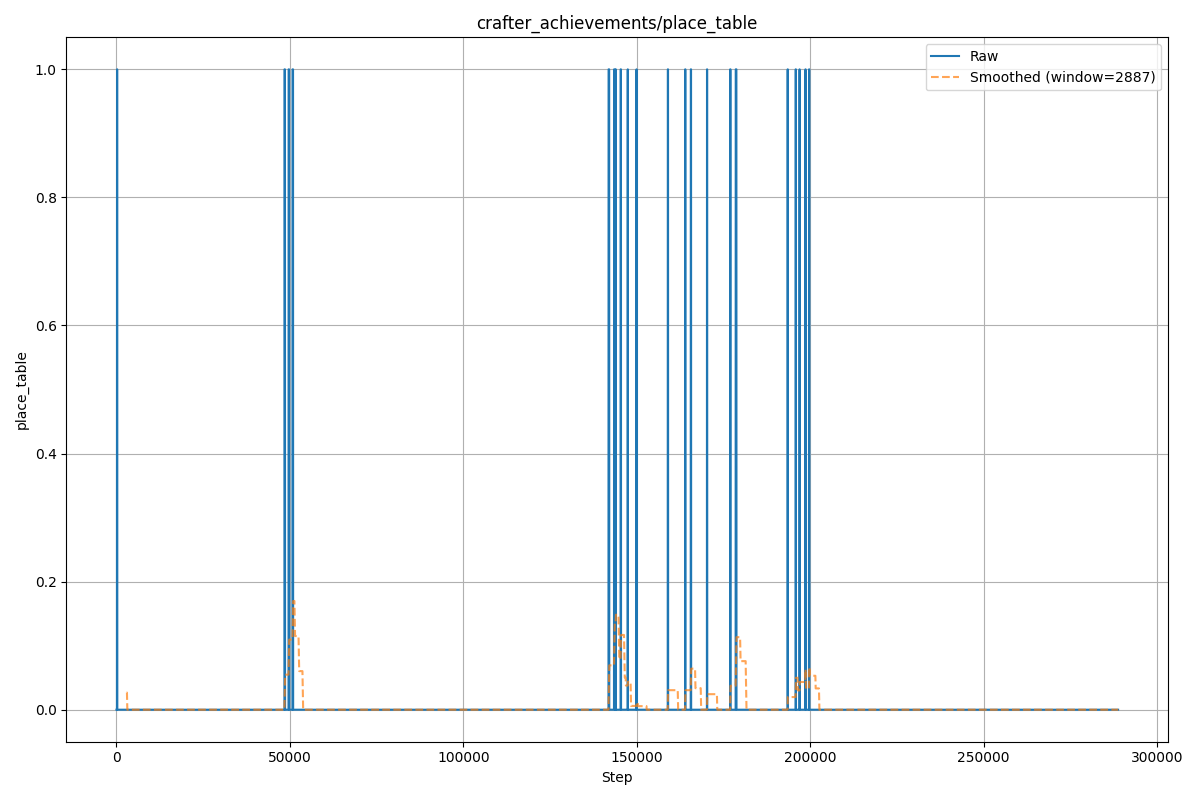 crafter_achievements/place_table
Raw
Smoothed (window=2887)
1.0
0.8
0.6
0.4
0.2
0.0
place_table
0 50000 100000 150000 200000 250000 300000
Step